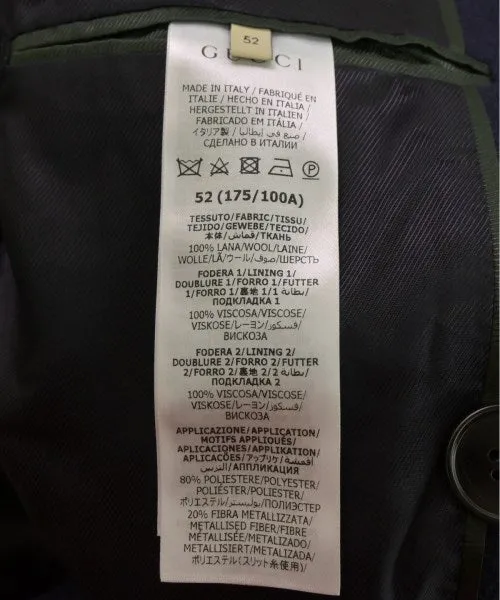 52
GUCCI
MADE IN ITALY / FABRIQUÉ EN
ITALIE / HECHO EN ITALIA /
HERGESTELLT IN ITALIEN /
FABRICADO EM ITÁLIA /
イタリア製 / صنع في إيطاليا /
СДЕЛАНО В ИТАЛИИ
P
52 (175/100A)
TESSUTO/FABRIC/TISSU/
TEJIDO/GEWEBE/TECIDO/
本体/قماش/ТКАНЬ
100% LANA/WOOL/LAINE/
WOLLE/LÃ/ウール/صوف/ШЕРСТЬ
FODERA 1/LINING 1/
DOUBLURE 1/FORRO 1/FUTTER
1/FORRO 1/裏地 1/بطانة 1/
ПОДКЛАДКА 1
100% VISCOSA/VISCOSE/
VISKOSE/レーヨン/فسكوز/
ВИСКОЗА
FODERA 2/LINING 2/
DOUBLURE 2/FORRO 2/FUTTER
2/FORRO 2/裏地 2/بطانة 2/
ПОДКЛАДКА 2
100% VISCOSA/VISCOSE/
VISKOSE/レーヨン/فسكوز/
ВИСКОЗА
APPLICAZIONE/APPLICATION/
MOTIFS APPLIQUÉS/
APLICACIONES/APPLIKATION/
APLICAÇÕES/アップリケ/أقمشة
التزيين/АППЛИКАЦИЯ
80% POLIESTERE/POLYESTER/
POLIÉSTER/POLYESTER/
ポリエステル/بوليستر/ПОЛИЭСТЕР
20% FIBRA METALLIZZATA/
METALLISED FIBER/FIBRE
MÉTALLISÉE/METALIZADO/
METALLISIERT/METALIZADA/
ポリエステル(スリット糸使用)/